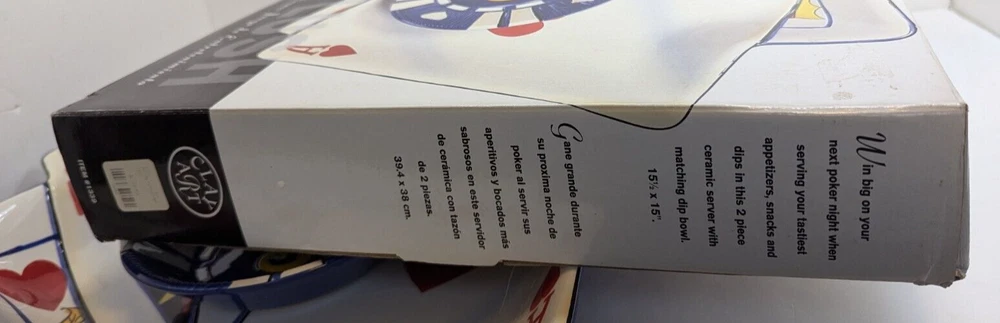 Win big on your
next poker night when
serving your tastiest
appetizers, snacks and
dips in this 2 piece
ceramic server with
matching dip bowl.
15½ x 15".
Gane grande durante
su proxima noche de
poker al servir sus
aperitivos y bocados más
sabrosos en este servidor
de cerámica con tazón
de 2 piezas.
39,4 x 38 cm.
CLAY
ART
A